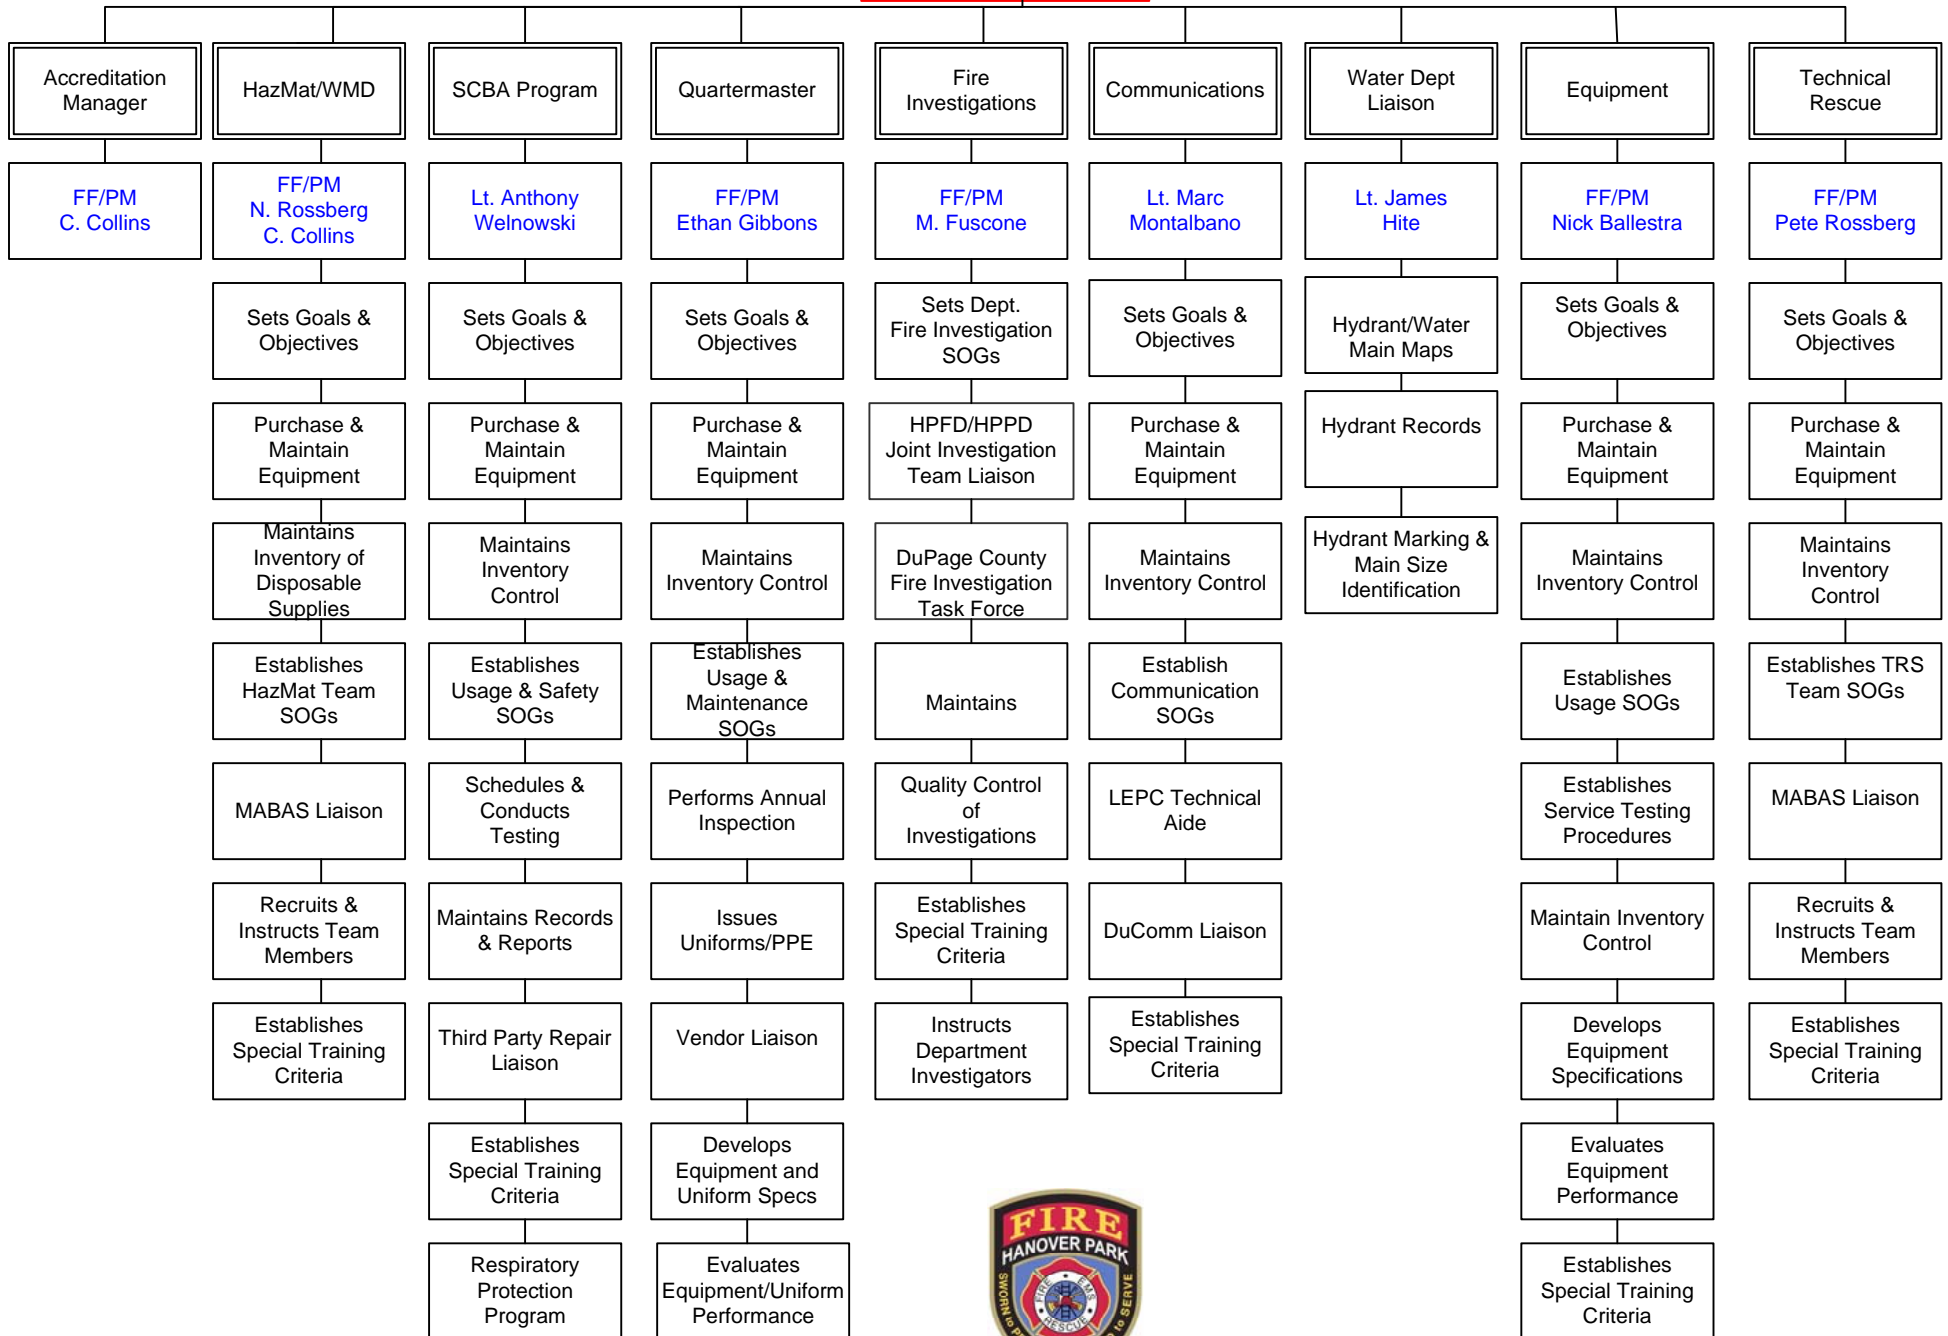 Accreditation
Manager
FF/PM
C. Collins
HazMat/WMD
FF/PM
N. Rossberg
C. Collins
Sets Goals &
Objectives
Purchase &
Maintain
Equipment
Maintains
Inventory of
Disposable
Supplies
Establishes
HazMat Team
SOGs
MABAS Liaison
Recruits &
Instructs Team
Members
Establishes
Special Training
Criteria
SCBA Program
Lt. Anthony
Welnowski
Sets Goals &
Objectives
Purchase &
Maintain
Equipment
Maintains
Inventory
Control
Establishes
Usage & Safety
SOGs
Schedules &
Conducts
Testing
Maintains Records
& Reports
Third Party Repair
Liaison
Establishes
Special Training
Criteria
Respiratory
Protection
Program
Quartermaster
FF/PM
Ethan Gibbons
Sets Goals &
Objectives
Purchase &
Maintain
Equipment
Maintains
Inventory Control
Establishes
Usage &
Maintenance
SOGs
Performs Annual
Inspection
Issues
Uniforms/PPE
Vendor Liaison
Develops
Equipment and
Uniform Specs
Evaluates
Equipment/Uniform
Performance
Fire
Investigations
FF/PM
M. Fuscone
Sets Dept.
Fire Investigation
SOGs
HPFD/HPPD
Joint Investigation
Team Liaison
DuPage County
Fire Investigation
Task Force
Maintains
Quality Control
of
Investigations
Establishes
Special Training
Criteria
Instructs
Department
Investigators
Communications
Lt. Marc
Montalbano
Sets Goals &
Objectives
Purchase &
Maintain
Equipment
Maintains
Inventory Control
Establish
Communication
SOGs
LEPC Technical
Aide
DuComm Liaison
Establishes
Special Training
Criteria
Water Dept
Liaison
Lt. James
Hite
Hydrant/Water
Main Maps
Hydrant Records
Hydrant Marking &
Main Size
Identification
Equipment
FF/PM
Nick Ballestra
Sets Goals &
Objectives
Purchase &
Maintain
Equipment
Maintains
Inventory Control
Establishes
Usage SOGs
Establishes
Service Testing
Procedures
Maintain Inventory
Control
Develops
Equipment
Specifications
Evaluates
Equipment
Performance
Establishes
Special Training
Criteria
Technical
Rescue
FF/PM
Pete Rossberg
Sets Goals &
Objectives
Purchase &
Maintain
Equipment
Maintains
Inventory
Control
Establishes TRS
Team SOGs
MABAS Liaison
Recruits &
Instructs Team
Members
Establishes
Special Training
Criteria
FIRE
HANOVER PARK
SWORN to
to SERVE
FIRE EMS
RESCUE